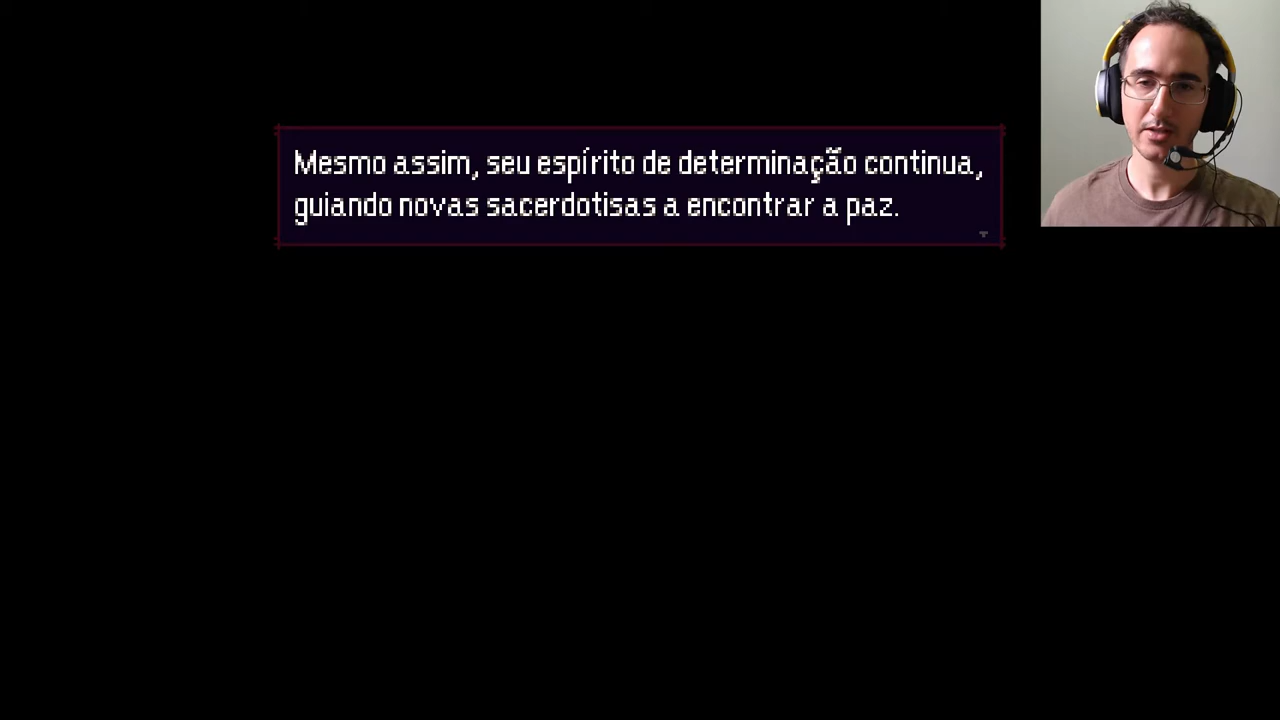 Mesmo assim, seu espírito de determinação continua,
guiando novas sacerdotisas a encontrar a paz.